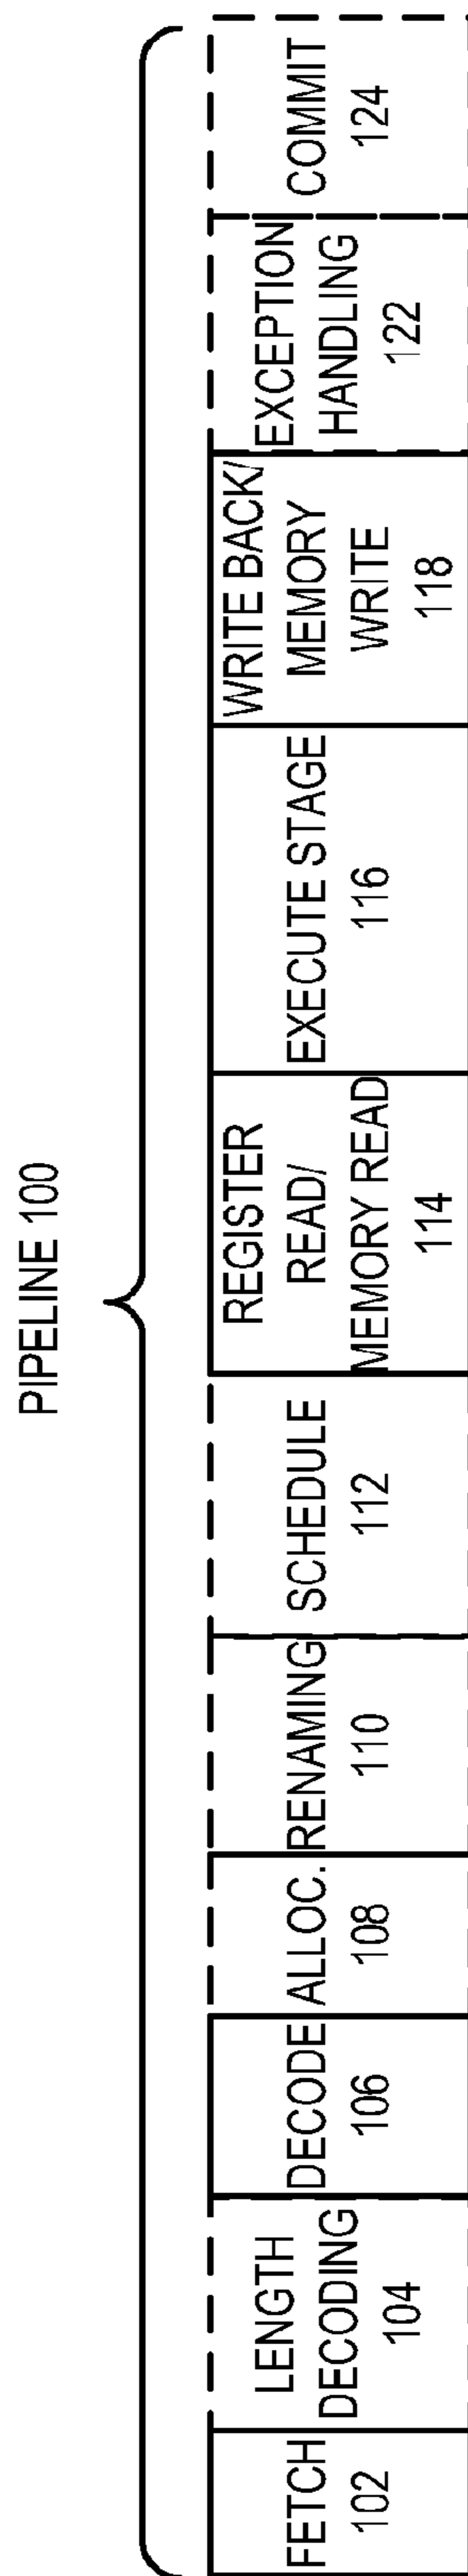 PIPELINE 100
FETCH
102
LENGTH
DECODING
104
DECODE
106
ALLOC.
108
RENAMING
110
SCHEDULE
112
REGISTER
READ/
MEMORY READ
114
EXECUTE STAGE
116
WRITE BACK/
MEMORY
WRITE
118
EXCEPTION
HANDLING
122
COMMIT
124